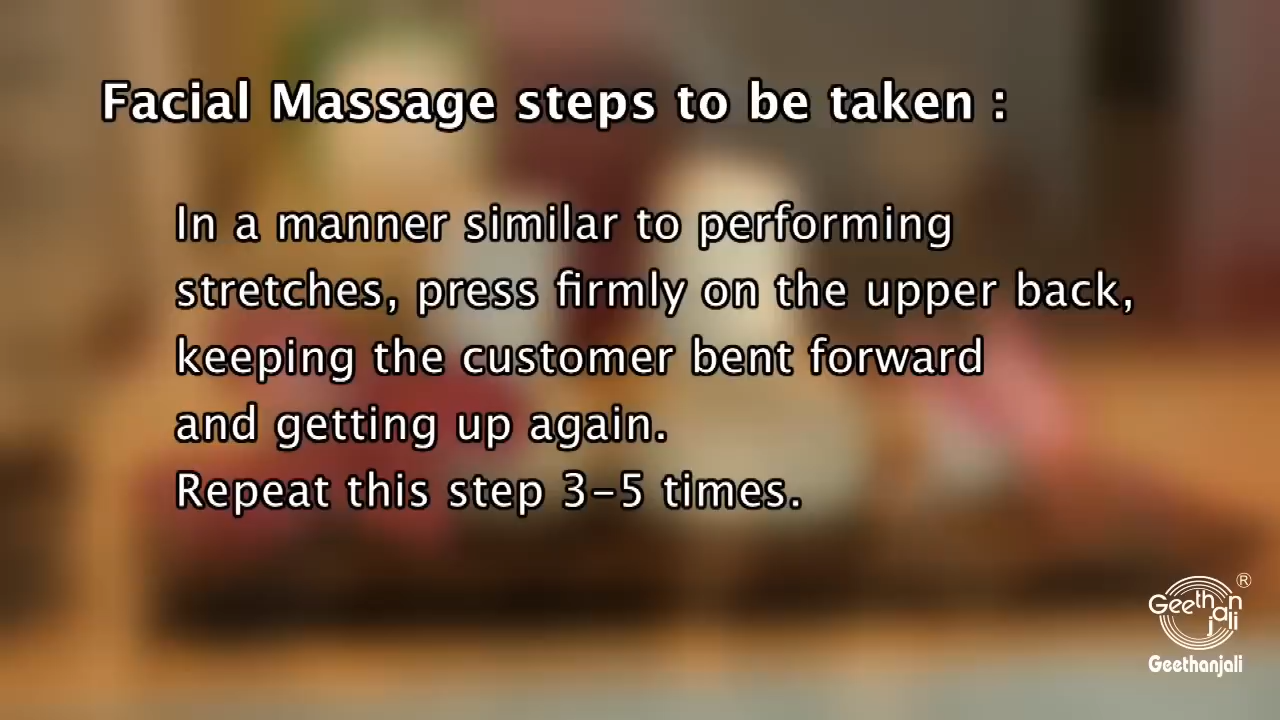 Facial Massage steps to be taken :
In a manner similar to performing
stretches, press firmly on the upper back,
keeping the customer bent forward
and getting up again.
Repeat this step 3-5 times.
®
Geethanjali
Geethanjali